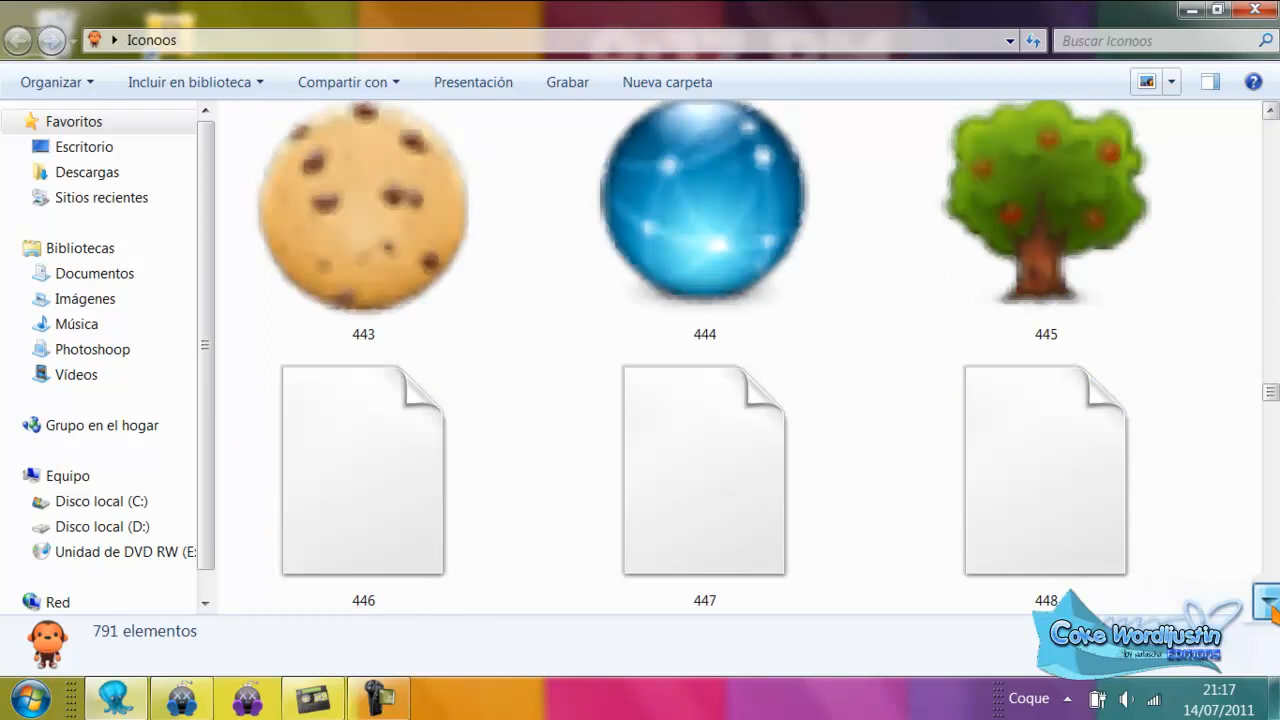 Iconoos
Buscar Iconoos
Organizar
Incluir en biblioteca
Compartir con
Presentación
Grabar
Nueva carpeta
Favoritos
Escritorio
Descargas
Sitios recientes
Bibliotecas
Documentos
Imágenes
Música
Photoshoop
Vídeos
Grupo en el hogar
Equipo
Disco local (C:)
Disco local (D:)
Unidad de DVD RW (E:
Red
443
444
445
446
447
448
791 elementos
Coke Wordijustin
EDITIONS
Coque
21:17
14/07/2011